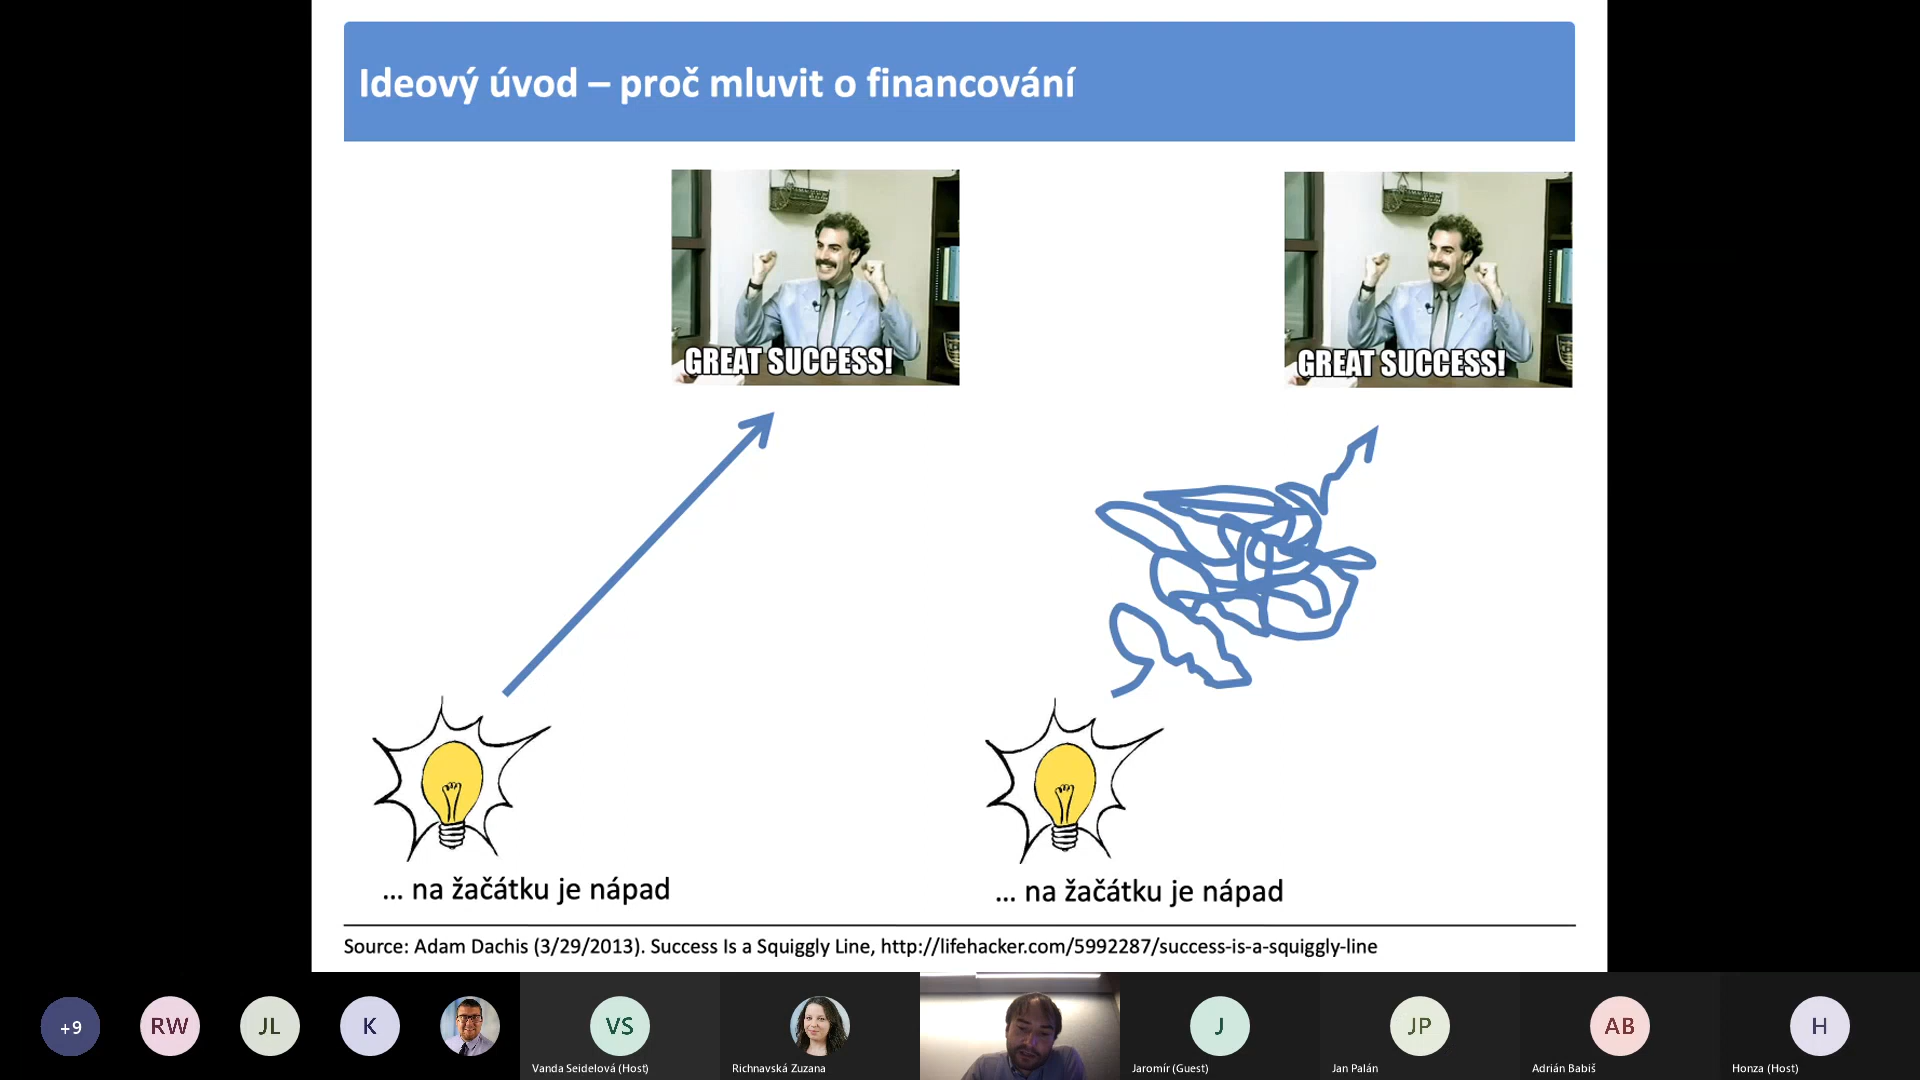 Ideový úvod – proč mluvit o financování
GREAT SUCCESS!
GREAT SUCCESS!
... na žačátku je nápad
... na žačátku je nápad
Source: Adam Dachis (3/29/2013). Success Is a Squiggly Line, http://lifehacker.com/5992287/success-is-a-squiggly-line
+9
RW
JL
K
VS
Vanda Seidelová (Host)
Richnavská Zuzana
J
Jaromír (Guest)
JP
Jan Palán
AB
Adrián Babiš
H
Honza (Host)